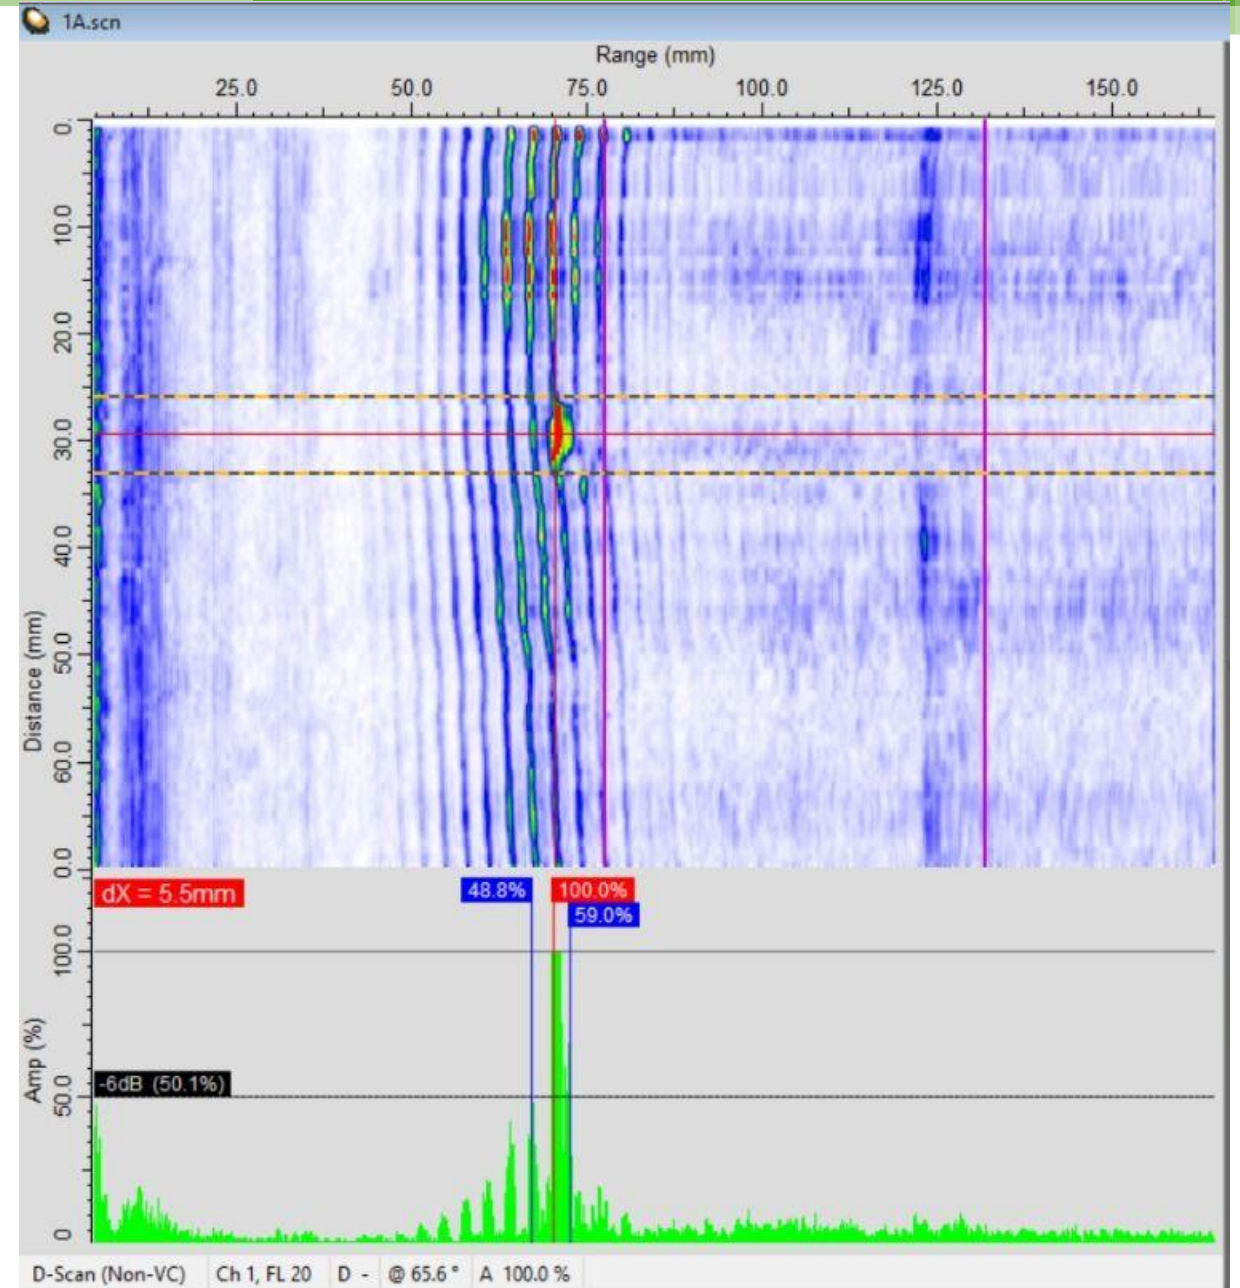 1A.scn
Range (mm)
25.0 50.0 75.0 100.0 125.0 150.0
Distance (mm)
0.
10.0
20.0
30.0
40.0
50.0
60.0
0.0
dX = 5.5mm 48.8% 100.0%
59.0%
Amp (%)
100.0
-6dB (50.1%)
50.0
0
D-Scan (Non-VC) Ch 1, FL 20 D - @ 65.6 ° A 100.0 %